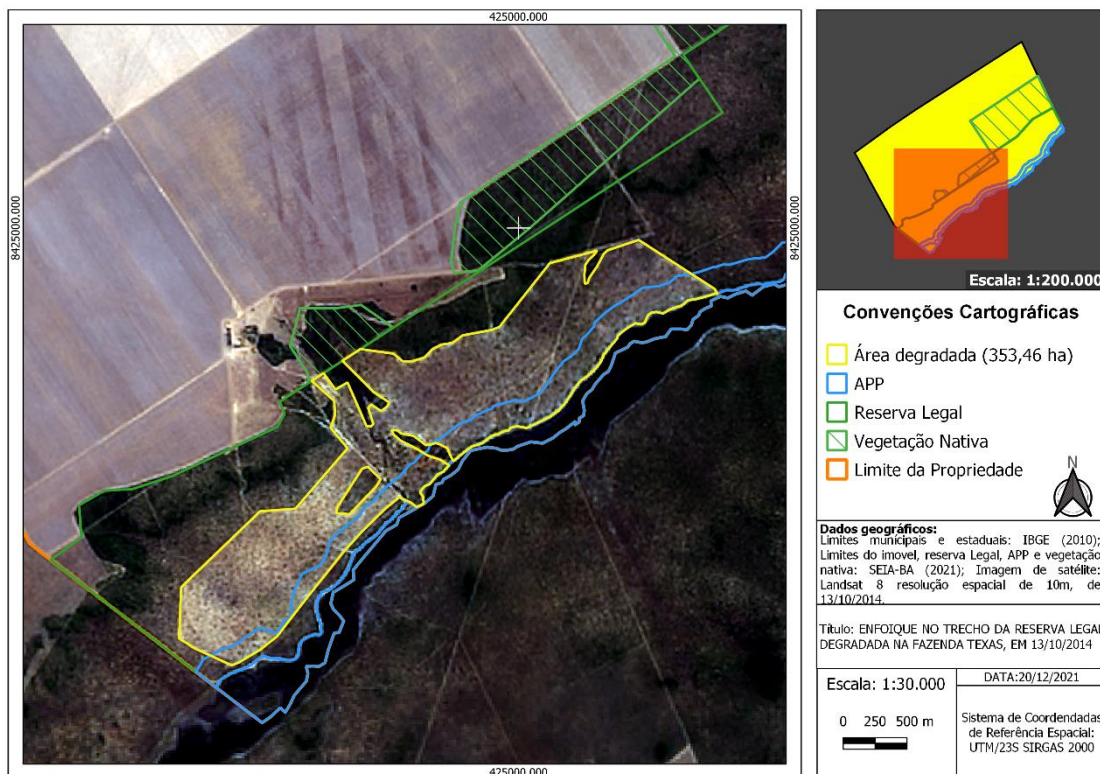 425000.000
8425000.000
8425000.000
425000.000
Escala: 1:200.000
Convenções Cartográficas
Área degradada (353,46 ha)
APP
Reserva Legal
Vegetação Nativa
Limite da Propriedade
N
Dados geográficos:
Limites municipais e estaduais: IBGE (2010);
Limites do imovel, reserva Legal, APP e vegetação
nativa: SEIA-BA (2021); Imagem de satélite:
Landsat 8 resolução espacial de 10m, de
13/10/2014.
Título: ENFOIQUE NO TRECHO DA RESERVA LEGAL
DEGRADADA NA FAZENDA TEXAS, EM 13/10/2014
Escala: 1:30.000
0 250 500 m
DATA:20/12/2021
Sistema de Coordendadas
de Referência Espacial:
UTM/23S SIRGAS 2000